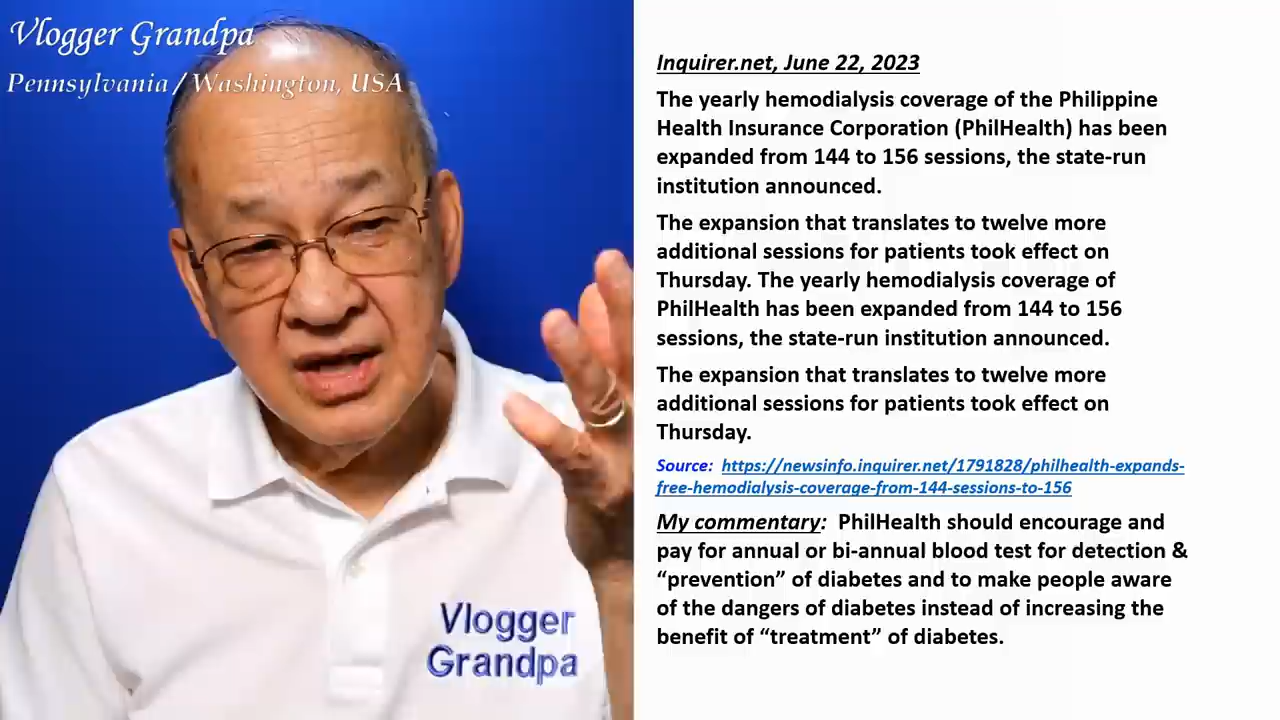 Vlogger Grandpa
Pennsylvania / Washington, USA
Inquirer.net, June 22, 2023
The yearly hemodialysis coverage of the Philippine
Health Insurance Corporation (PhilHealth) has been
expanded from 144 to 156 sessions, the state-run
institution announced.
The expansion that translates to twelve more
additional sessions for patients took effect on
Thursday. The yearly hemodialysis coverage of
PhilHealth has been expanded from 144 to 156
sessions, the state-run institution announced.
The expansion that translates to twelve more
additional sessions for patients took effect on
Thursday.
Source: https://newsinfo.inquirer.net/1791828/philhealth-expands-
free-hemodialysis-coverage-from-144-sessions-to-156
My commentary: PhilHealth should encourage and
pay for annual or bi-annual blood test for detection &
“prevention” of diabetes and to make people aware
of the dangers of diabetes instead of increasing the
benefit of “treatment” of diabetes.
Vlogger
Grandpa